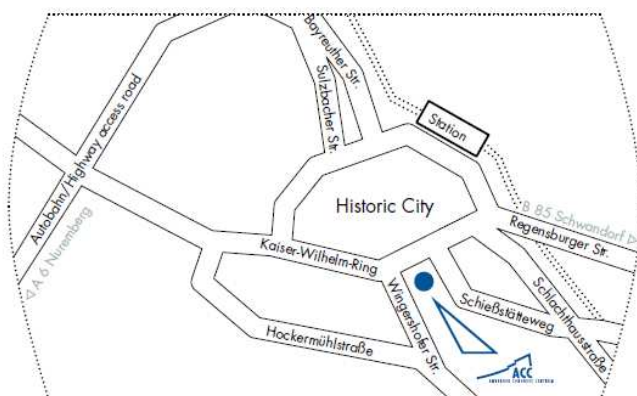 Bayreuther Str.
Sulzbacher Str.
Station
Autobahn/Highway access road
◁ A 6 Nuremberg
Historic City
B 85 Schwandorf ▷
Regensburger Str.
Kaiser-Wilhelm-Ring
Wingershofer Str.
Schießstätteweg
Schlachthausstraße
Hockermühlstraße
ACC